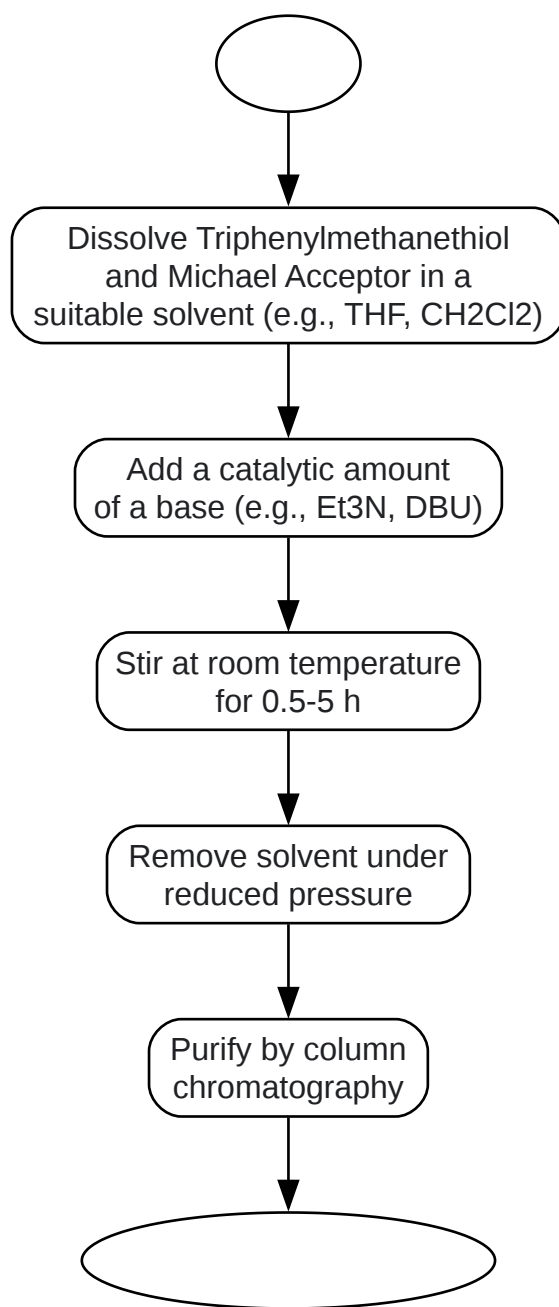 Dissolve Triphenylmethanethiol
and Michael Acceptor in a
suitable solvent (e.g., THF, CH2Cl2)
Add a catalytic amount
of a base (e.g., Et3N, DBU)
Stir at room temperature
for 0.5-5 h
Remove solvent under
reduced pressure
Purify by column
chromatography